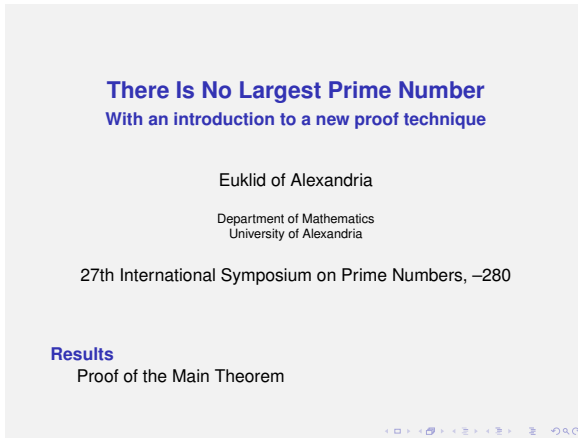 There Is No Largest Prime Number
With an introduction to a new proof technique
Euklid of Alexandria
Department of Mathematics
University of Alexandria
27th International Symposium on Prime Numbers, –280
Results
Proof of the Main Theorem